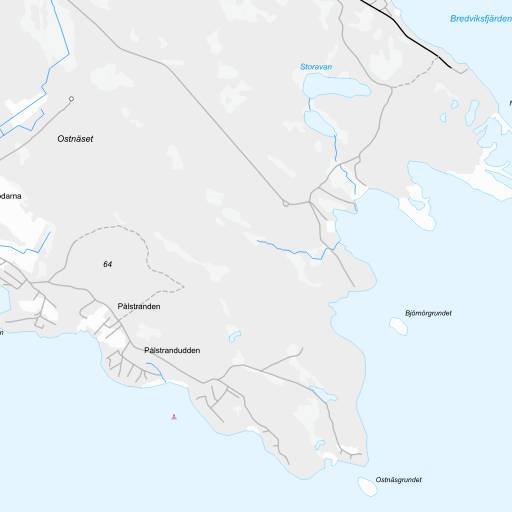 Bredviksfjärden
Storavan
Ostnäset
64
Björnörgrundet
Pålstranden
Pålstrandudden
Ostnäsgrundet